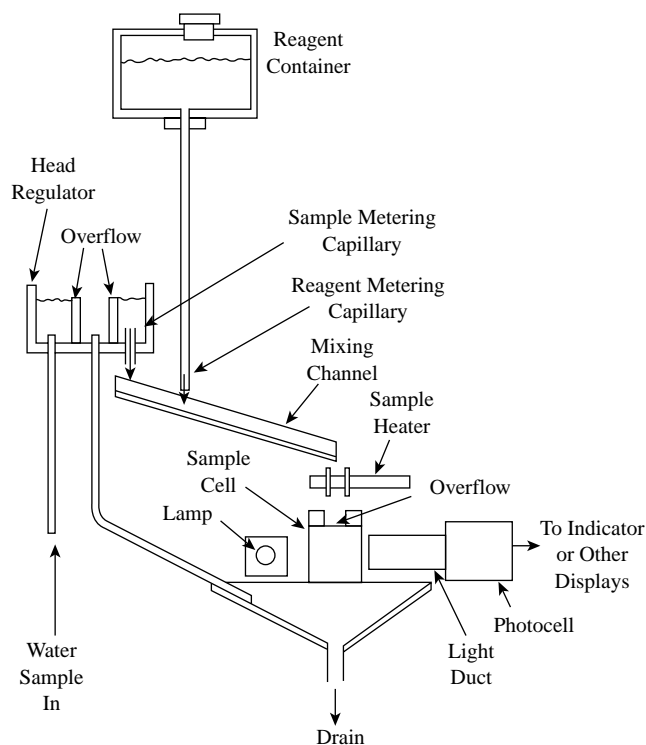 Reagent
Container
Head
Regulator
Overflow
Sample Metering
Capillary
Reagent Metering
Capillary
Mixing
Channel
Sample
Heater
Sample
Cell
Overflow
Lamp
To Indicator
or Other
Displays
Photocell
Light
Duct
Water
Sample
In
Drain